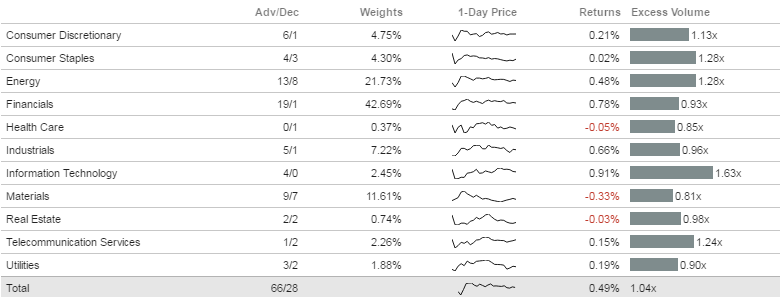 Adv/Dec Weights 1-Day Price Returns Excess Volume
Consumer Discretionary 6/1 4.75% 0.21% 1.13x
Consumer Staples 4/3 4.30% 0.02% 1.28x
Energy 13/8 21.73% 0.48% 1.28x
Financials 19/1 42.69% 0.78% 0.93x
Health Care 0/1 0.37% -0.05% 0.85x
Industrials 5/1 7.22% 0.66% 0.96x
Information Technology 4/0 2.45% 0.91% 1.63x
Materials 9/7 11.61% -0.33% 0.81x
Real Estate 2/2 0.74% -0.03% 0.98x
Telecommunication Services 1/2 2.26% 0.15% 1.24x
Utilities 3/2 1.88% 0.19% 0.90x
Total 66/28 0.49% 1.04x